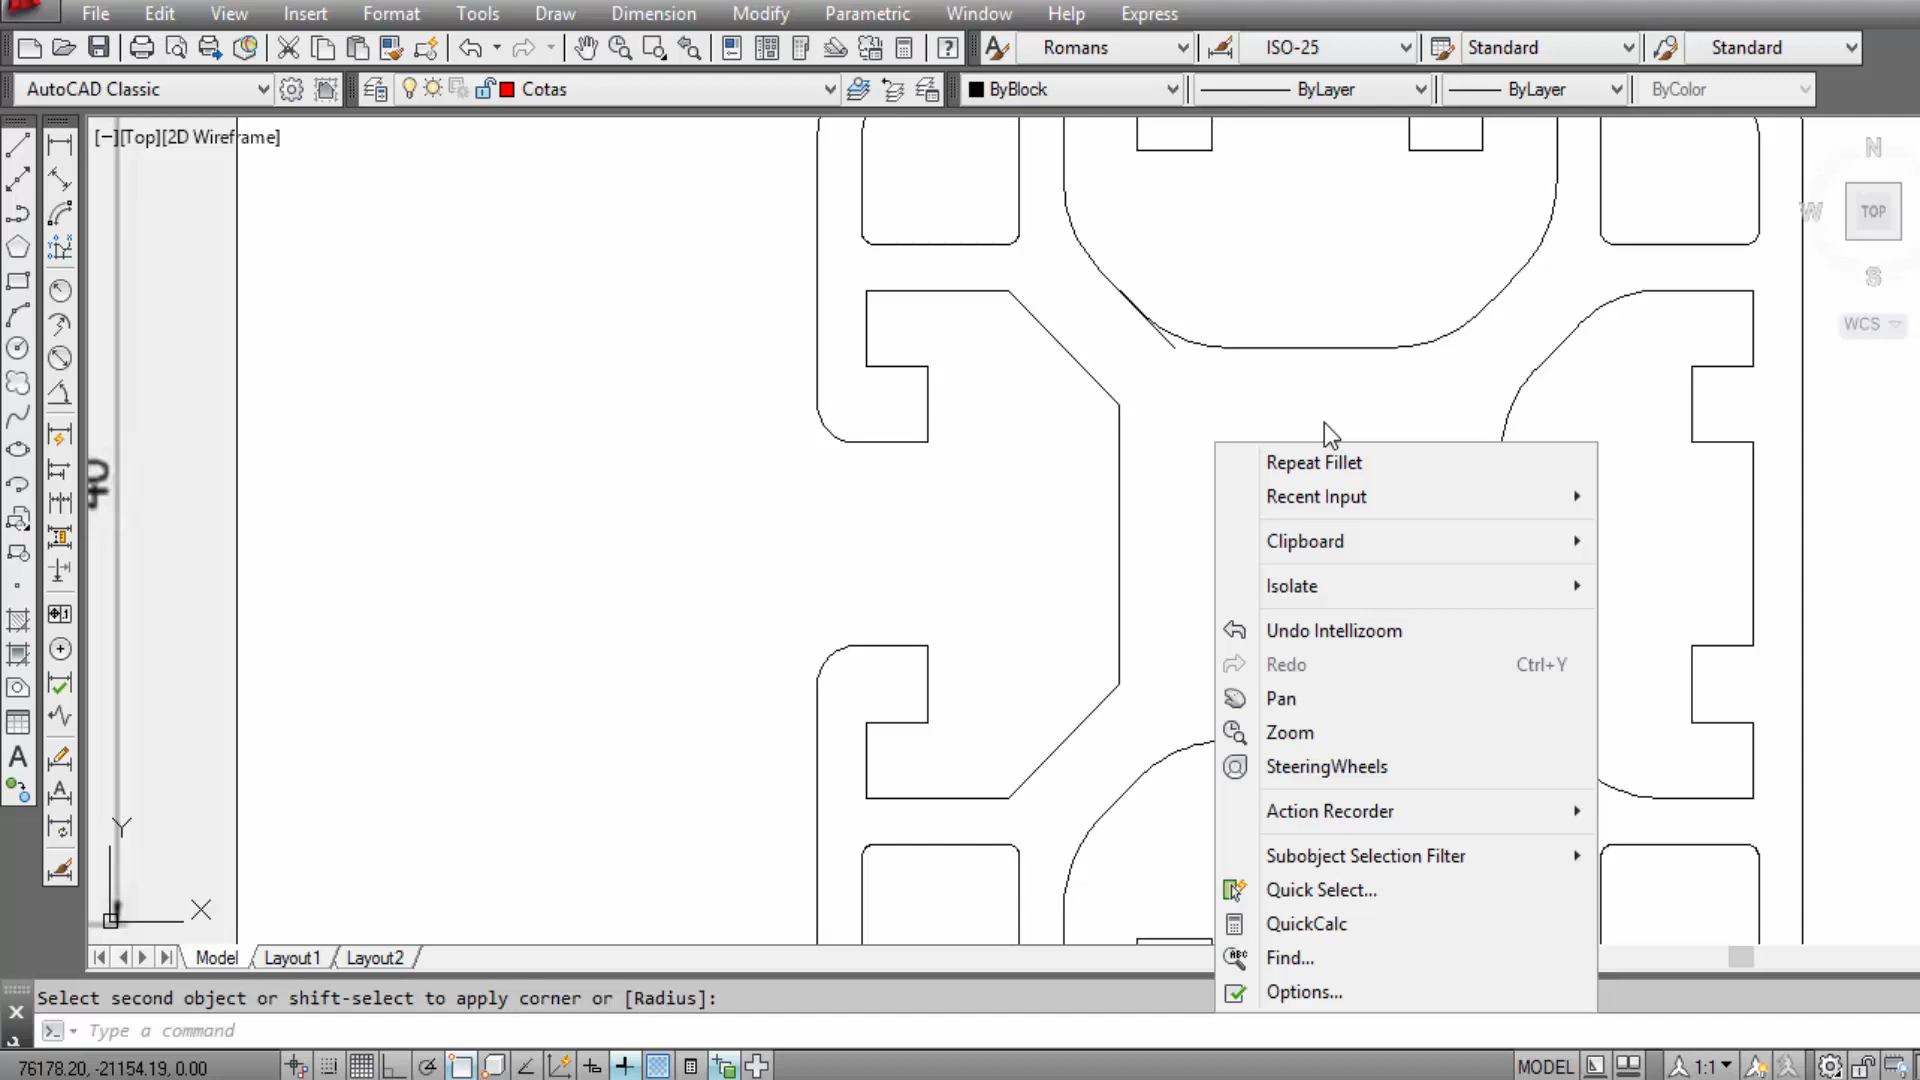 File Edit View Insert Format Tools Draw Dimension Modify Parametric Window Help Express
Romans ISO-25 Standard Standard
AutoCAD Classic Cotas ByBlock ByLayer ByLayer ByColor
[−][Top][2D Wireframe]
N
W TOP
S
WCS
Repeat Fillet
Recent Input
Clipboard
Isolate
Undo Intellizoom
Redo Ctrl+Y
Pan
Zoom
SteeringWheels
Action Recorder
Subobject Selection Filter
Quick Select...
QuickCalc
Find...
Options...
Y
X
Model Layout1 Layout2
Select second object or shift-select to apply corner or [Radius]:
Type a command
76178.20, -21154.19, 0.00 MODEL 1:1